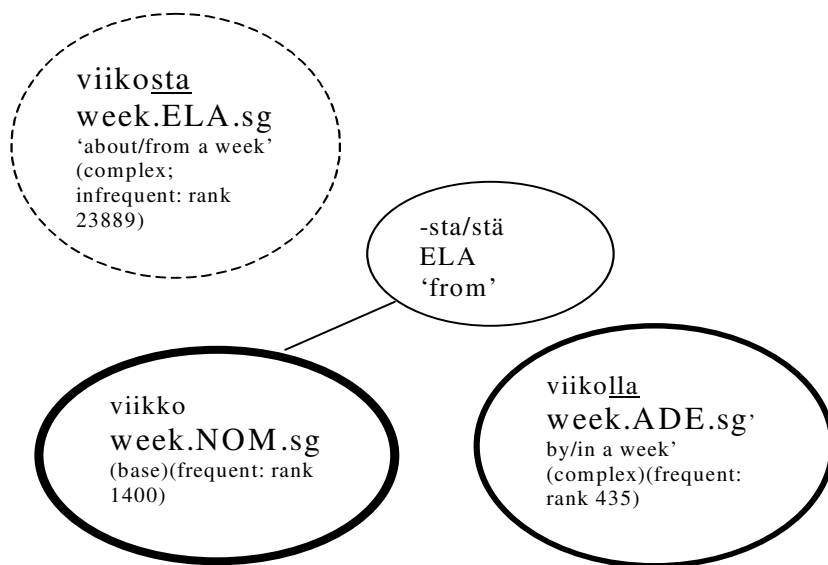 viikosta
week.ELA.sg
‘about/from a week’
(complex;
infrequent: rank
23889)
-sta/stä
ELA
‘from’
viikko
week.NOM.sg
(base)(frequent: rank
1400)
viikolla
week.ADE.sg’
by/in a week’
(complex)(frequent:
rank 435)